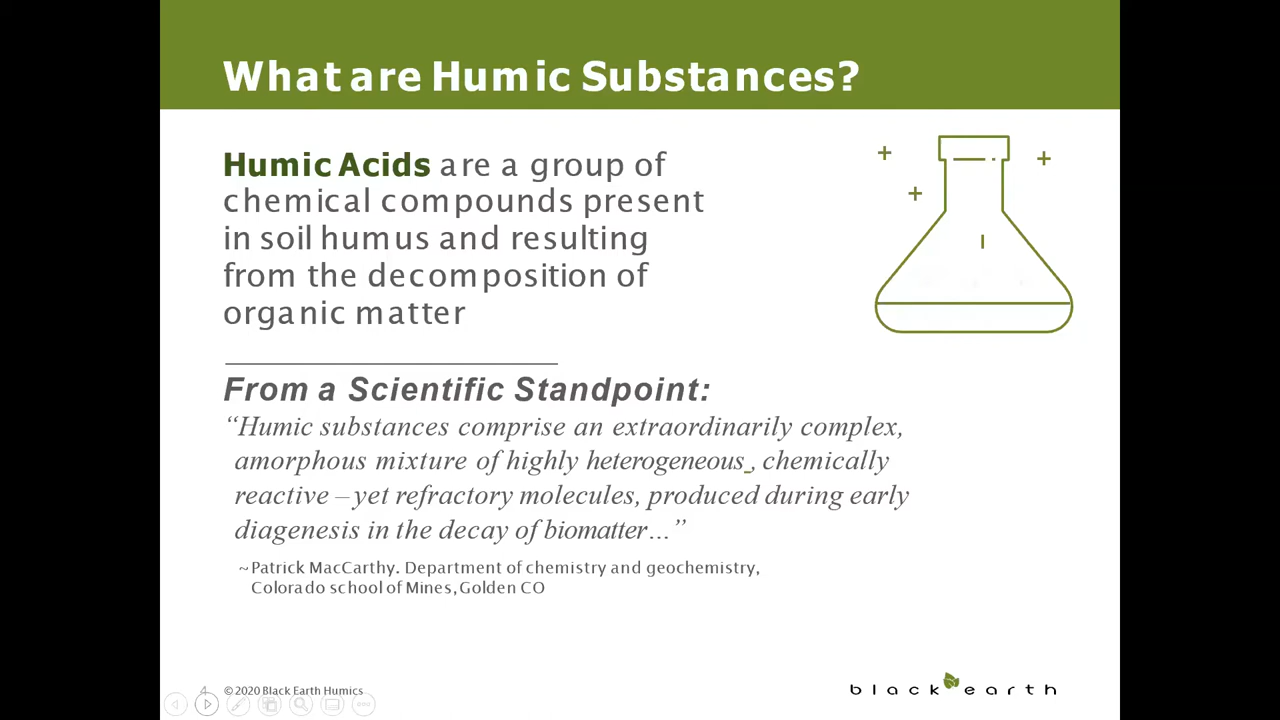 What are Humic Substances?
Humic Acids are a group of
chemical compounds present
in soil humus and resulting
from the decomposition of
organic matter
From a Scientific Standpoint:
“Humic substances comprise an extraordinarily complex,
amorphous mixture of highly heterogeneous , chemically
reactive – yet refractory molecules, produced during early
diagenesis in the decay of biomatter…”
~ Patrick MacCarthy. Department of chemistry and geochemistry,
Colorado school of Mines, Golden CO
4 © 2020 Black Earth Humics
black earth